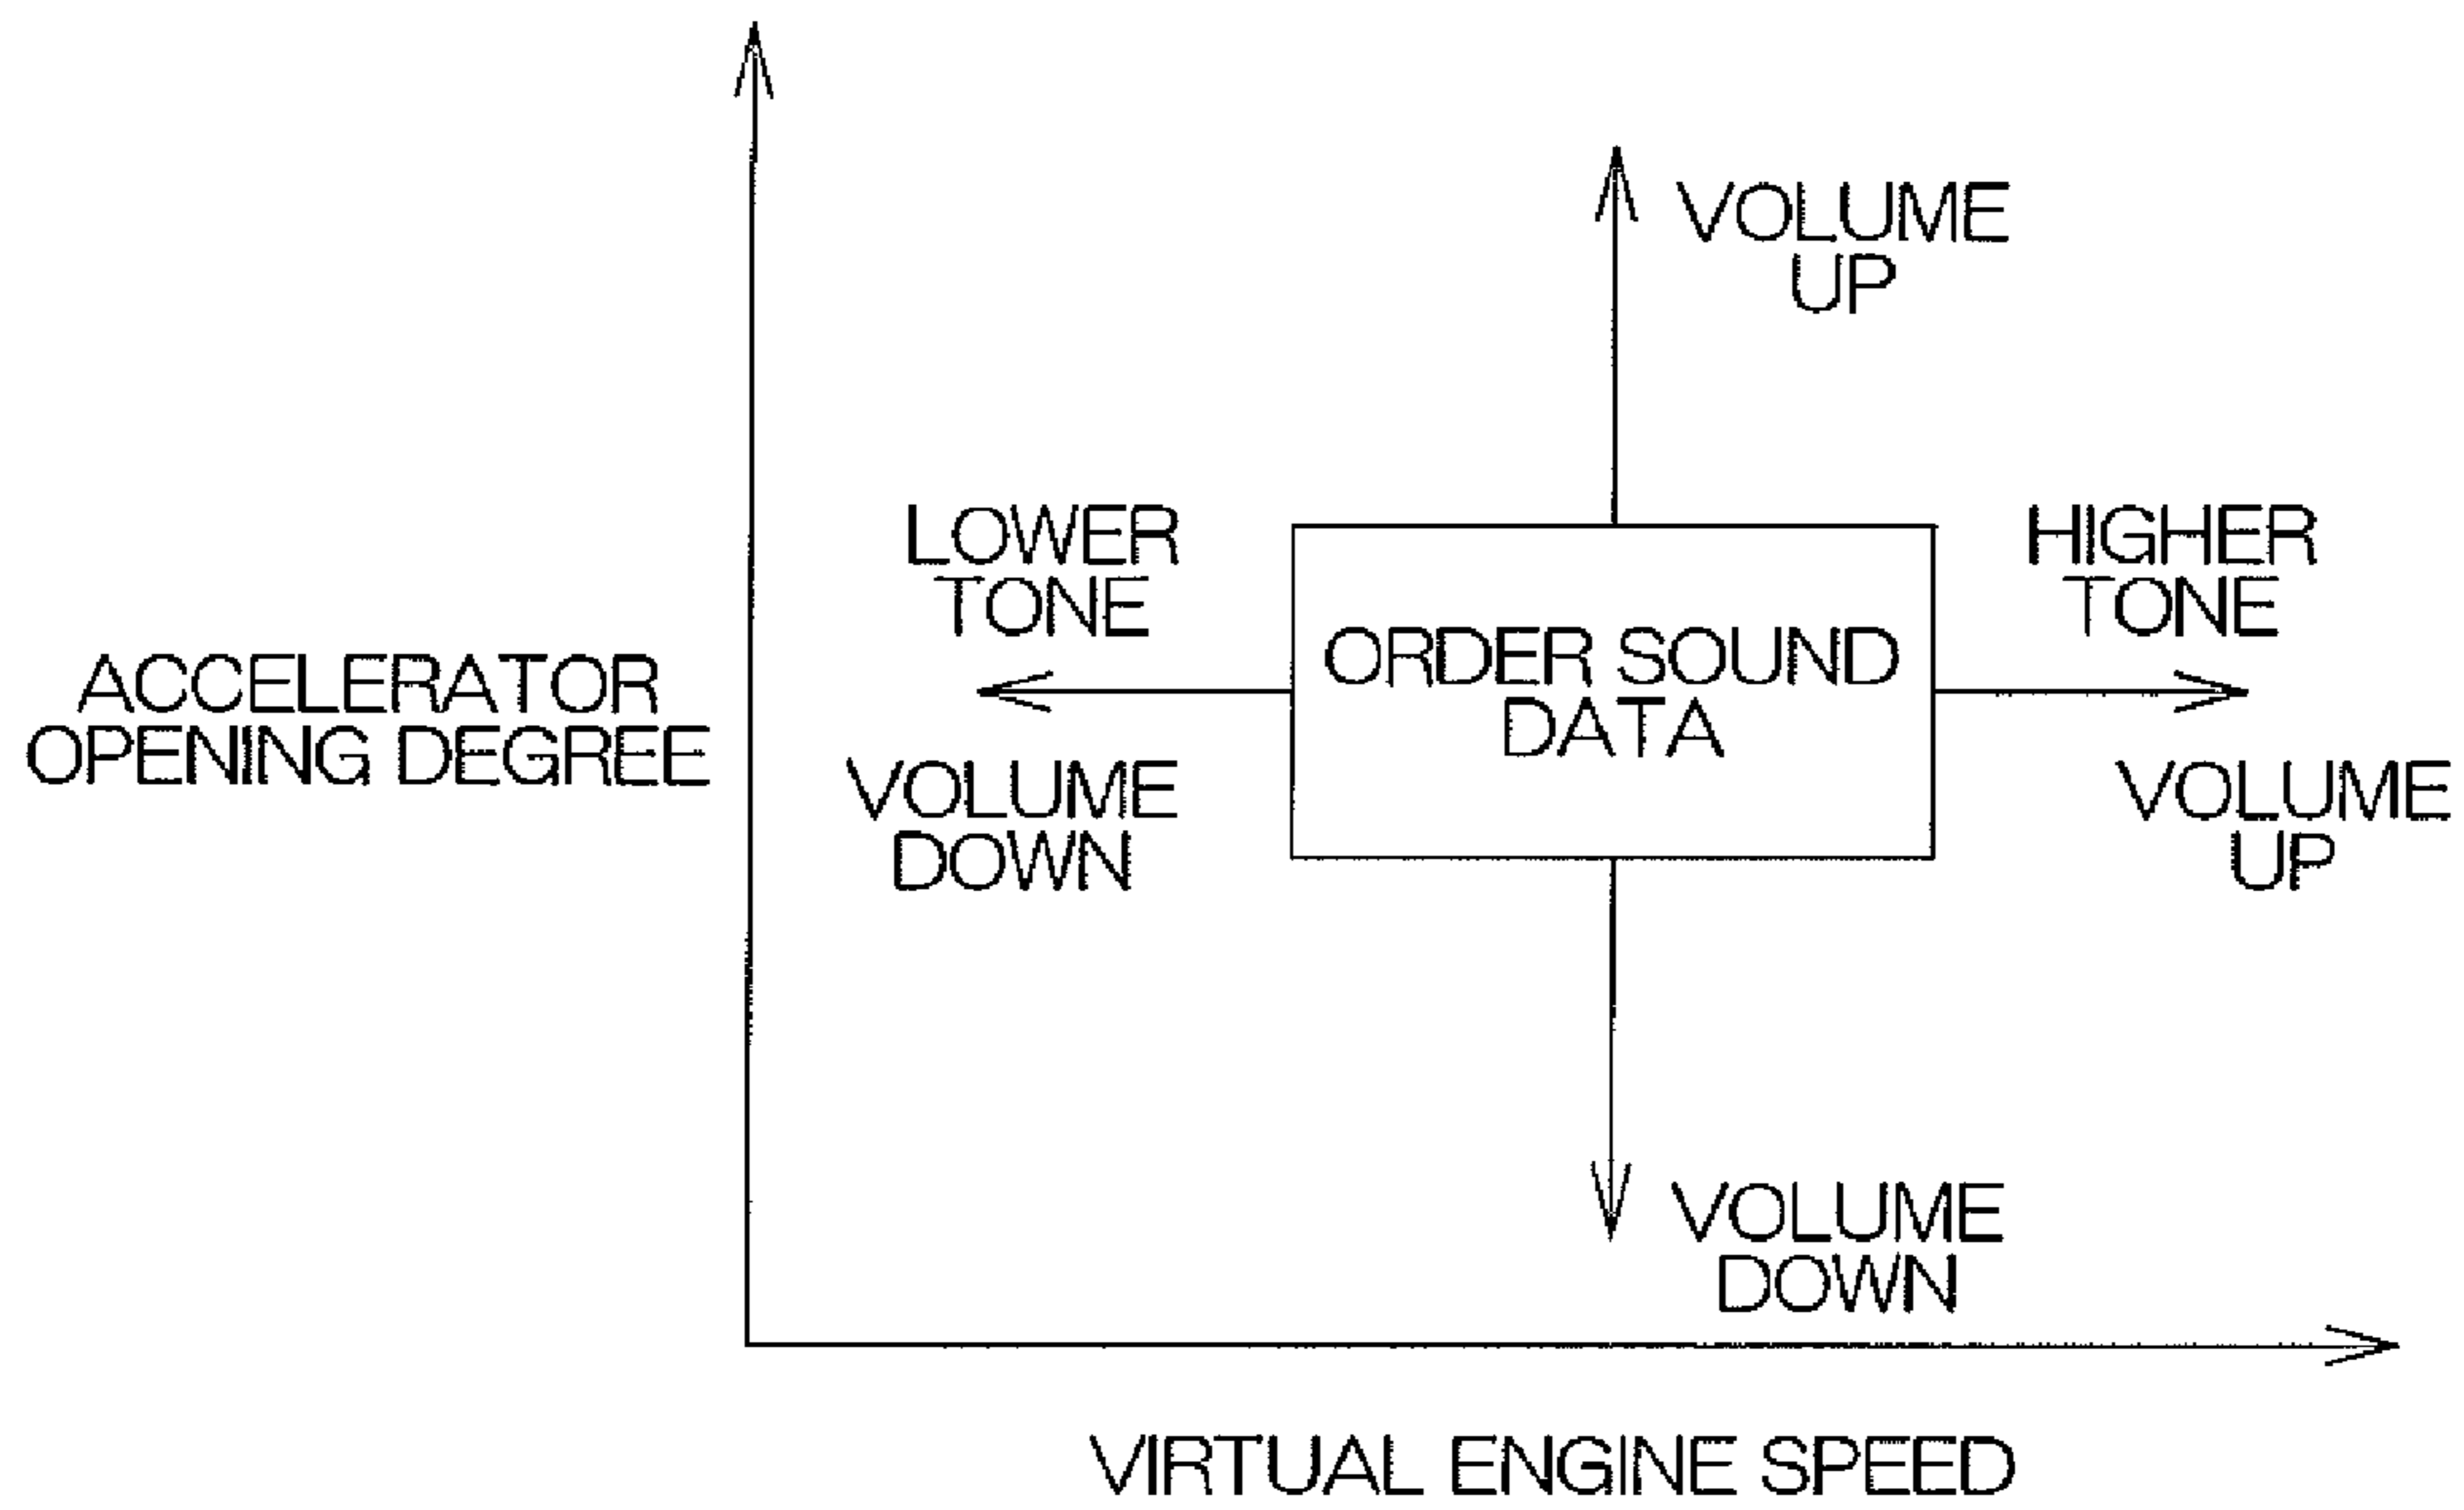 VOLUME
UP
LOWER
TONE
HIGHER
TONE
ORDER SOUND
DATA
ACCELERATOR
OPENING DEGREE
VOLUME
DOWN
VOLUME
UP
VOLUME
DOWN
VIRTUAL ENGINE SPEED